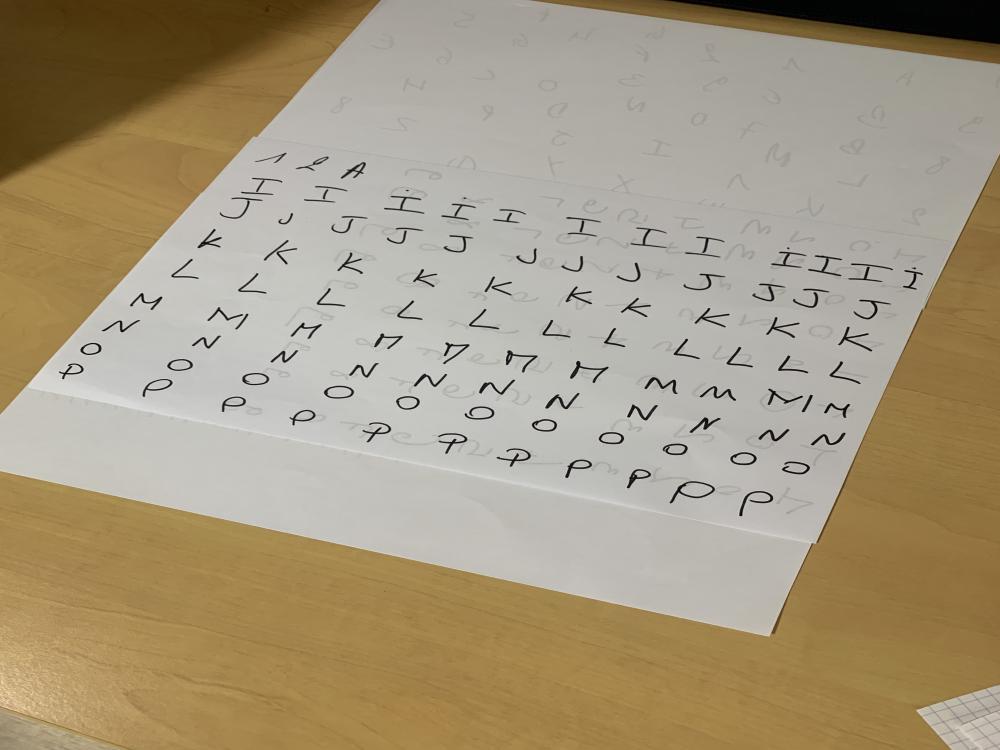 1 2 A
I I İ İ I I I I İ I I İ
J J J J J J J J J J J J
K K K K K K K K K K
L L L L L L L L L L L
M M M M M M M M M M M
N N N N N N N N N N N
O O O O O O O O O O O
P P P P P P P P P P P